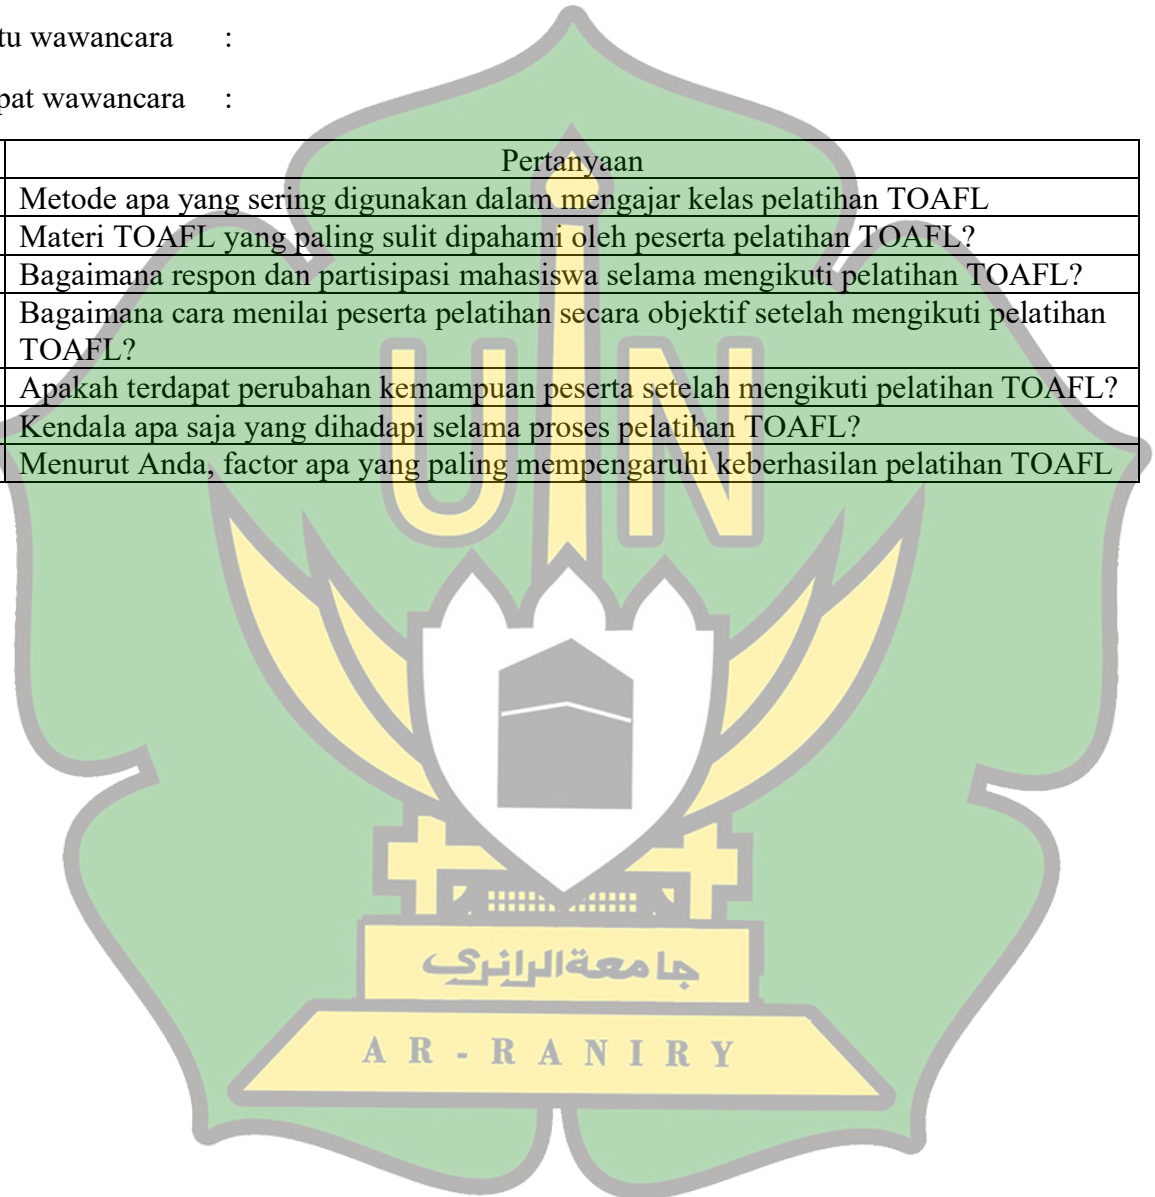 tu wawancara :
pat wawancara :
Pertanyaan
Metode apa yang sering digunakan dalam mengajar kelas pelatihan TOAFL
Materi TOAFL yang paling sulit dipahami oleh peserta pelatihan TOAFL?
Bagaimana respon dan partisipasi mahasiswa selama mengikuti pelatihan TOAFL?
Bagaimana cara menilai peserta pelatihan secara objektif setelah mengikuti pelatihan
TOAFL?
Apakah terdapat perubahan kemampuan peserta setelah mengikuti pelatihan TOAFL?
Kendala apa saja yang dihadapi selama proses pelatihan TOAFL?
Menurut Anda, factor apa yang paling mempengaruhi keberhasilan pelatihan TOAFL
UIN
جامعة الرانري
AR-RANIRY